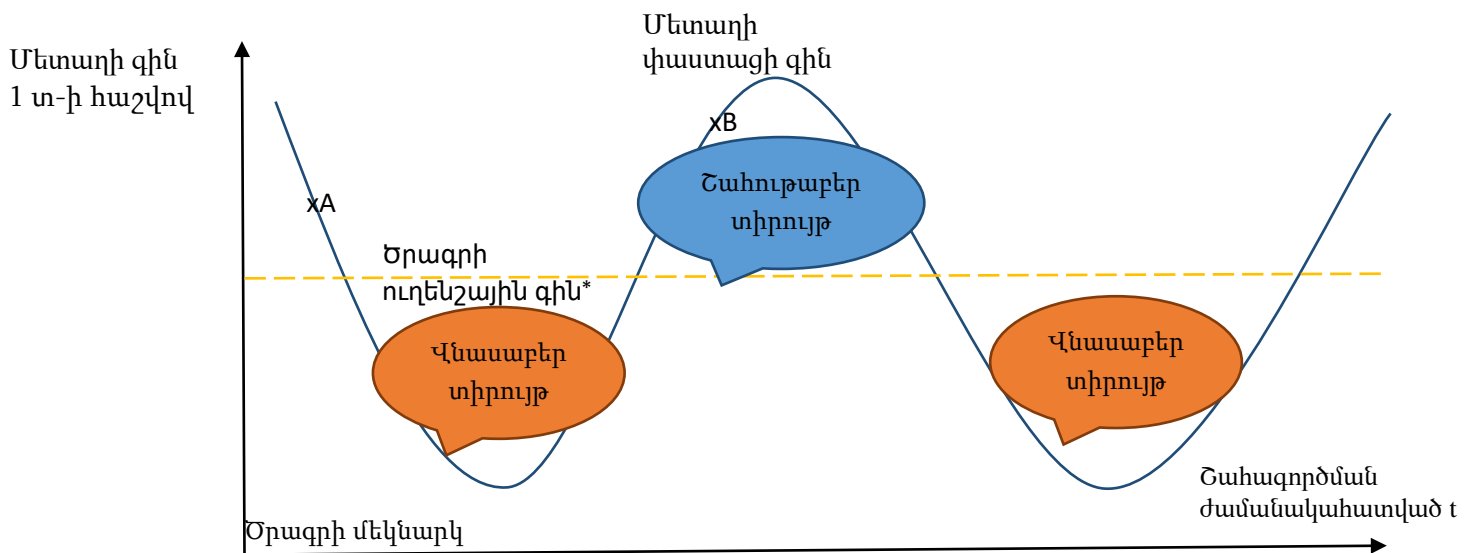 Մետաղի գին
1 տ-ի հաշվով
Մետաղի
փաստացի գին
xA
xB
Շահութաբեր
տիրույթ
Ծրագրի
ուղենշային գին*
Վնասաբեր
տիրույթ
Վնասաբեր
տիրույթ
Շահագործման
ժամանակահատված t
Ծրագրի մեկնարկ